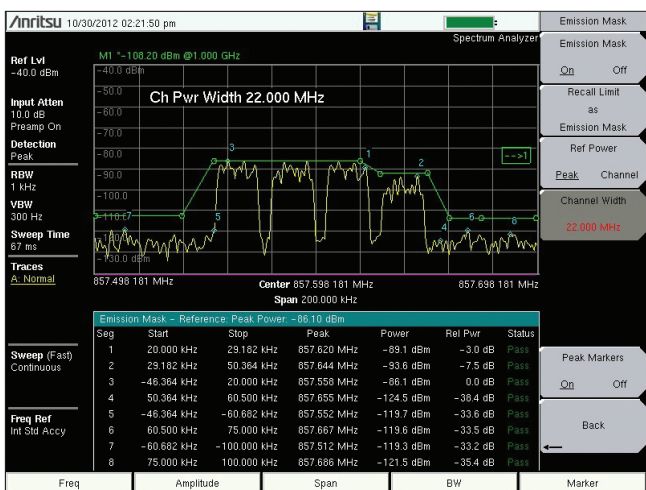 Anritsu 10/30/2012 02:21:50 pm
Spectrum Analyzer
Ref Lvl
-40.0 dBm
Input Atten
10.0 dB
Preamp On
Detection
Peak
RBW
1 kHz
VBW
300 Hz
Sweep Time
67 ms
Traces
A: Normal
Sweep (Fast)
Continuous
Freq Ref
Int Std Accy
M1 *-108.20 dBm @1.000 GHz
-40.0 dBm
-50.0
-60.0
-70.0
-80.0
-90.0
-100.0
-110.0
-120.0
-130.0 dBm
Ch Pwr Width 22.000 MHz
3
1
2
-->1
7
5
4
6
8
857.498 181 MHz
Center 857.598 181 MHz
857.698 181 MHz
Span 200.000 kHz
Emission Mask - Reference: Peak Power: -86.10 dBm
Seg Start Stop Peak Power Rel Pwr Status
1 20.000 kHz 29.182 kHz 857.620 MHz -89.1 dBm -3.0 dB Pass
2 29.182 kHz 50.364 kHz 857.644 MHz -93.6 dBm -7.5 dB Pass
3 -46.364 kHz 20.000 kHz 857.558 MHz -86.1 dBm 0.0 dB Pass
4 50.364 kHz 60.500 kHz 857.655 MHz -124.5 dBm -38.4 dB Pass
5 -46.364 kHz -60.682 kHz 857.552 MHz -119.7 dBm -33.6 dB Pass
6 60.500 kHz 75.000 kHz 857.667 MHz -119.6 dBm -33.5 dB Pass
7 -60.682 kHz -100.000 kHz 857.512 MHz -119.3 dBm -33.2 dB Pass
8 75.000 kHz 100.000 kHz 857.686 MHz -121.5 dBm -35.4 dB Pass
Emission Mask
Emission Mask
On Off
Recall Limit
as
Emission Mask
Ref Power
Peak Channel
Channel Width
22.000 MHz
Peak Markers
On Off
Back
Freq Amplitude Span BW Marker